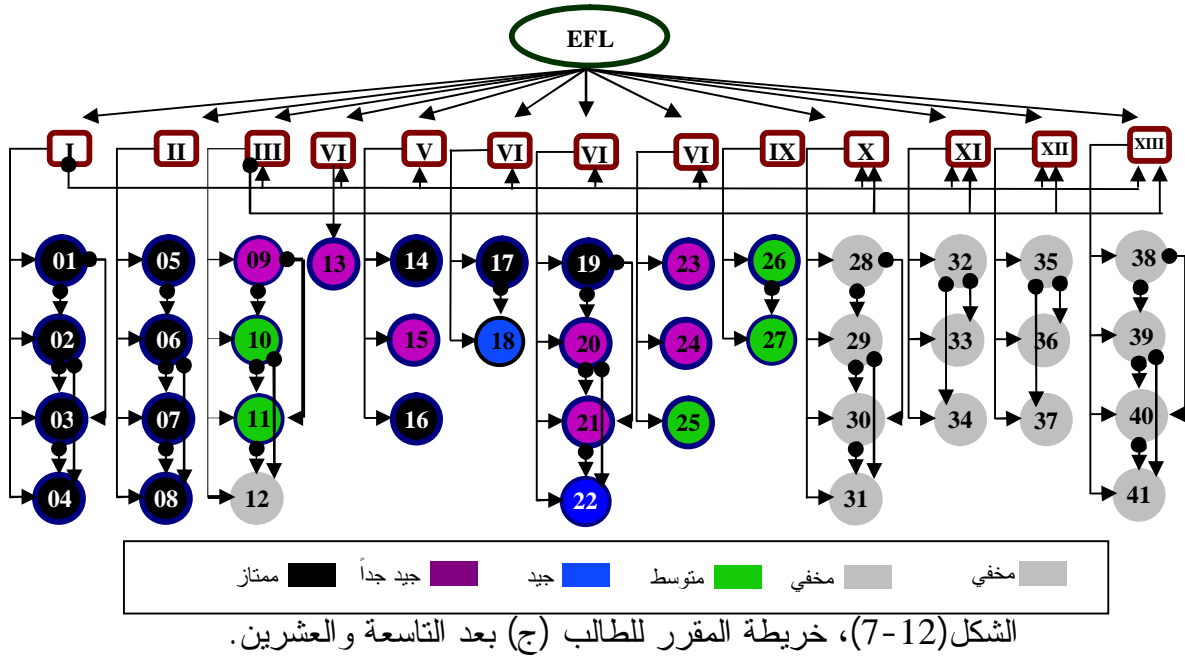 EFL
I II III VI V VI VI VI IX X XI XII XIII
01 05 09 13 14 17 19 23 26 28 32 35 38
02 06 10 15 18 20 24 27 29 33 36 39
03 07 11 16 21 25 30 34 37 40
04 08 12 22 31 41
ممتاز جيد جداً جيد متوسط مخفي مخفي
الشكل(12-7)، خريطة المقرر للطالب (ج) بعد التاسعة والعشرين.